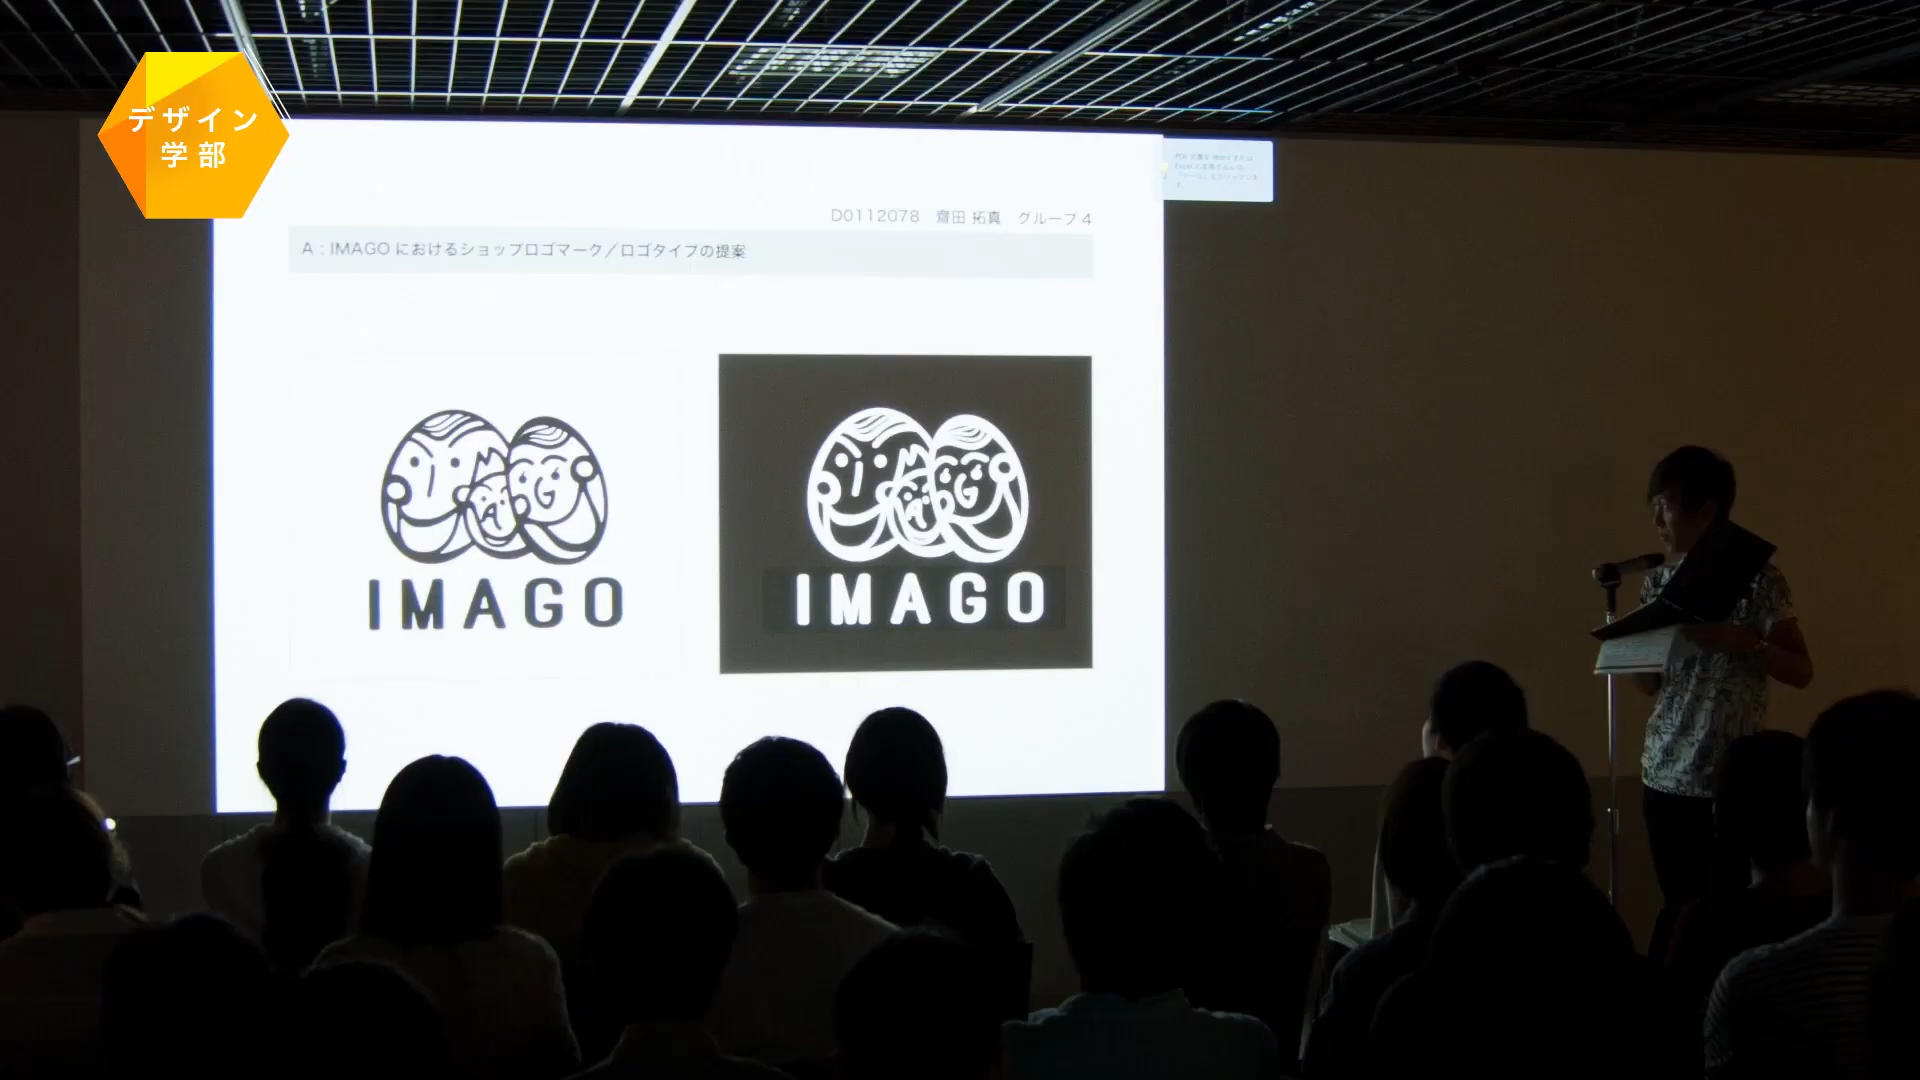 デザイン
学部
D0112078 齋田 拓真 グループ 4
A : IMAGO におけるショップロゴマーク／ロゴタイプの提案
IMAGO
IMAGO